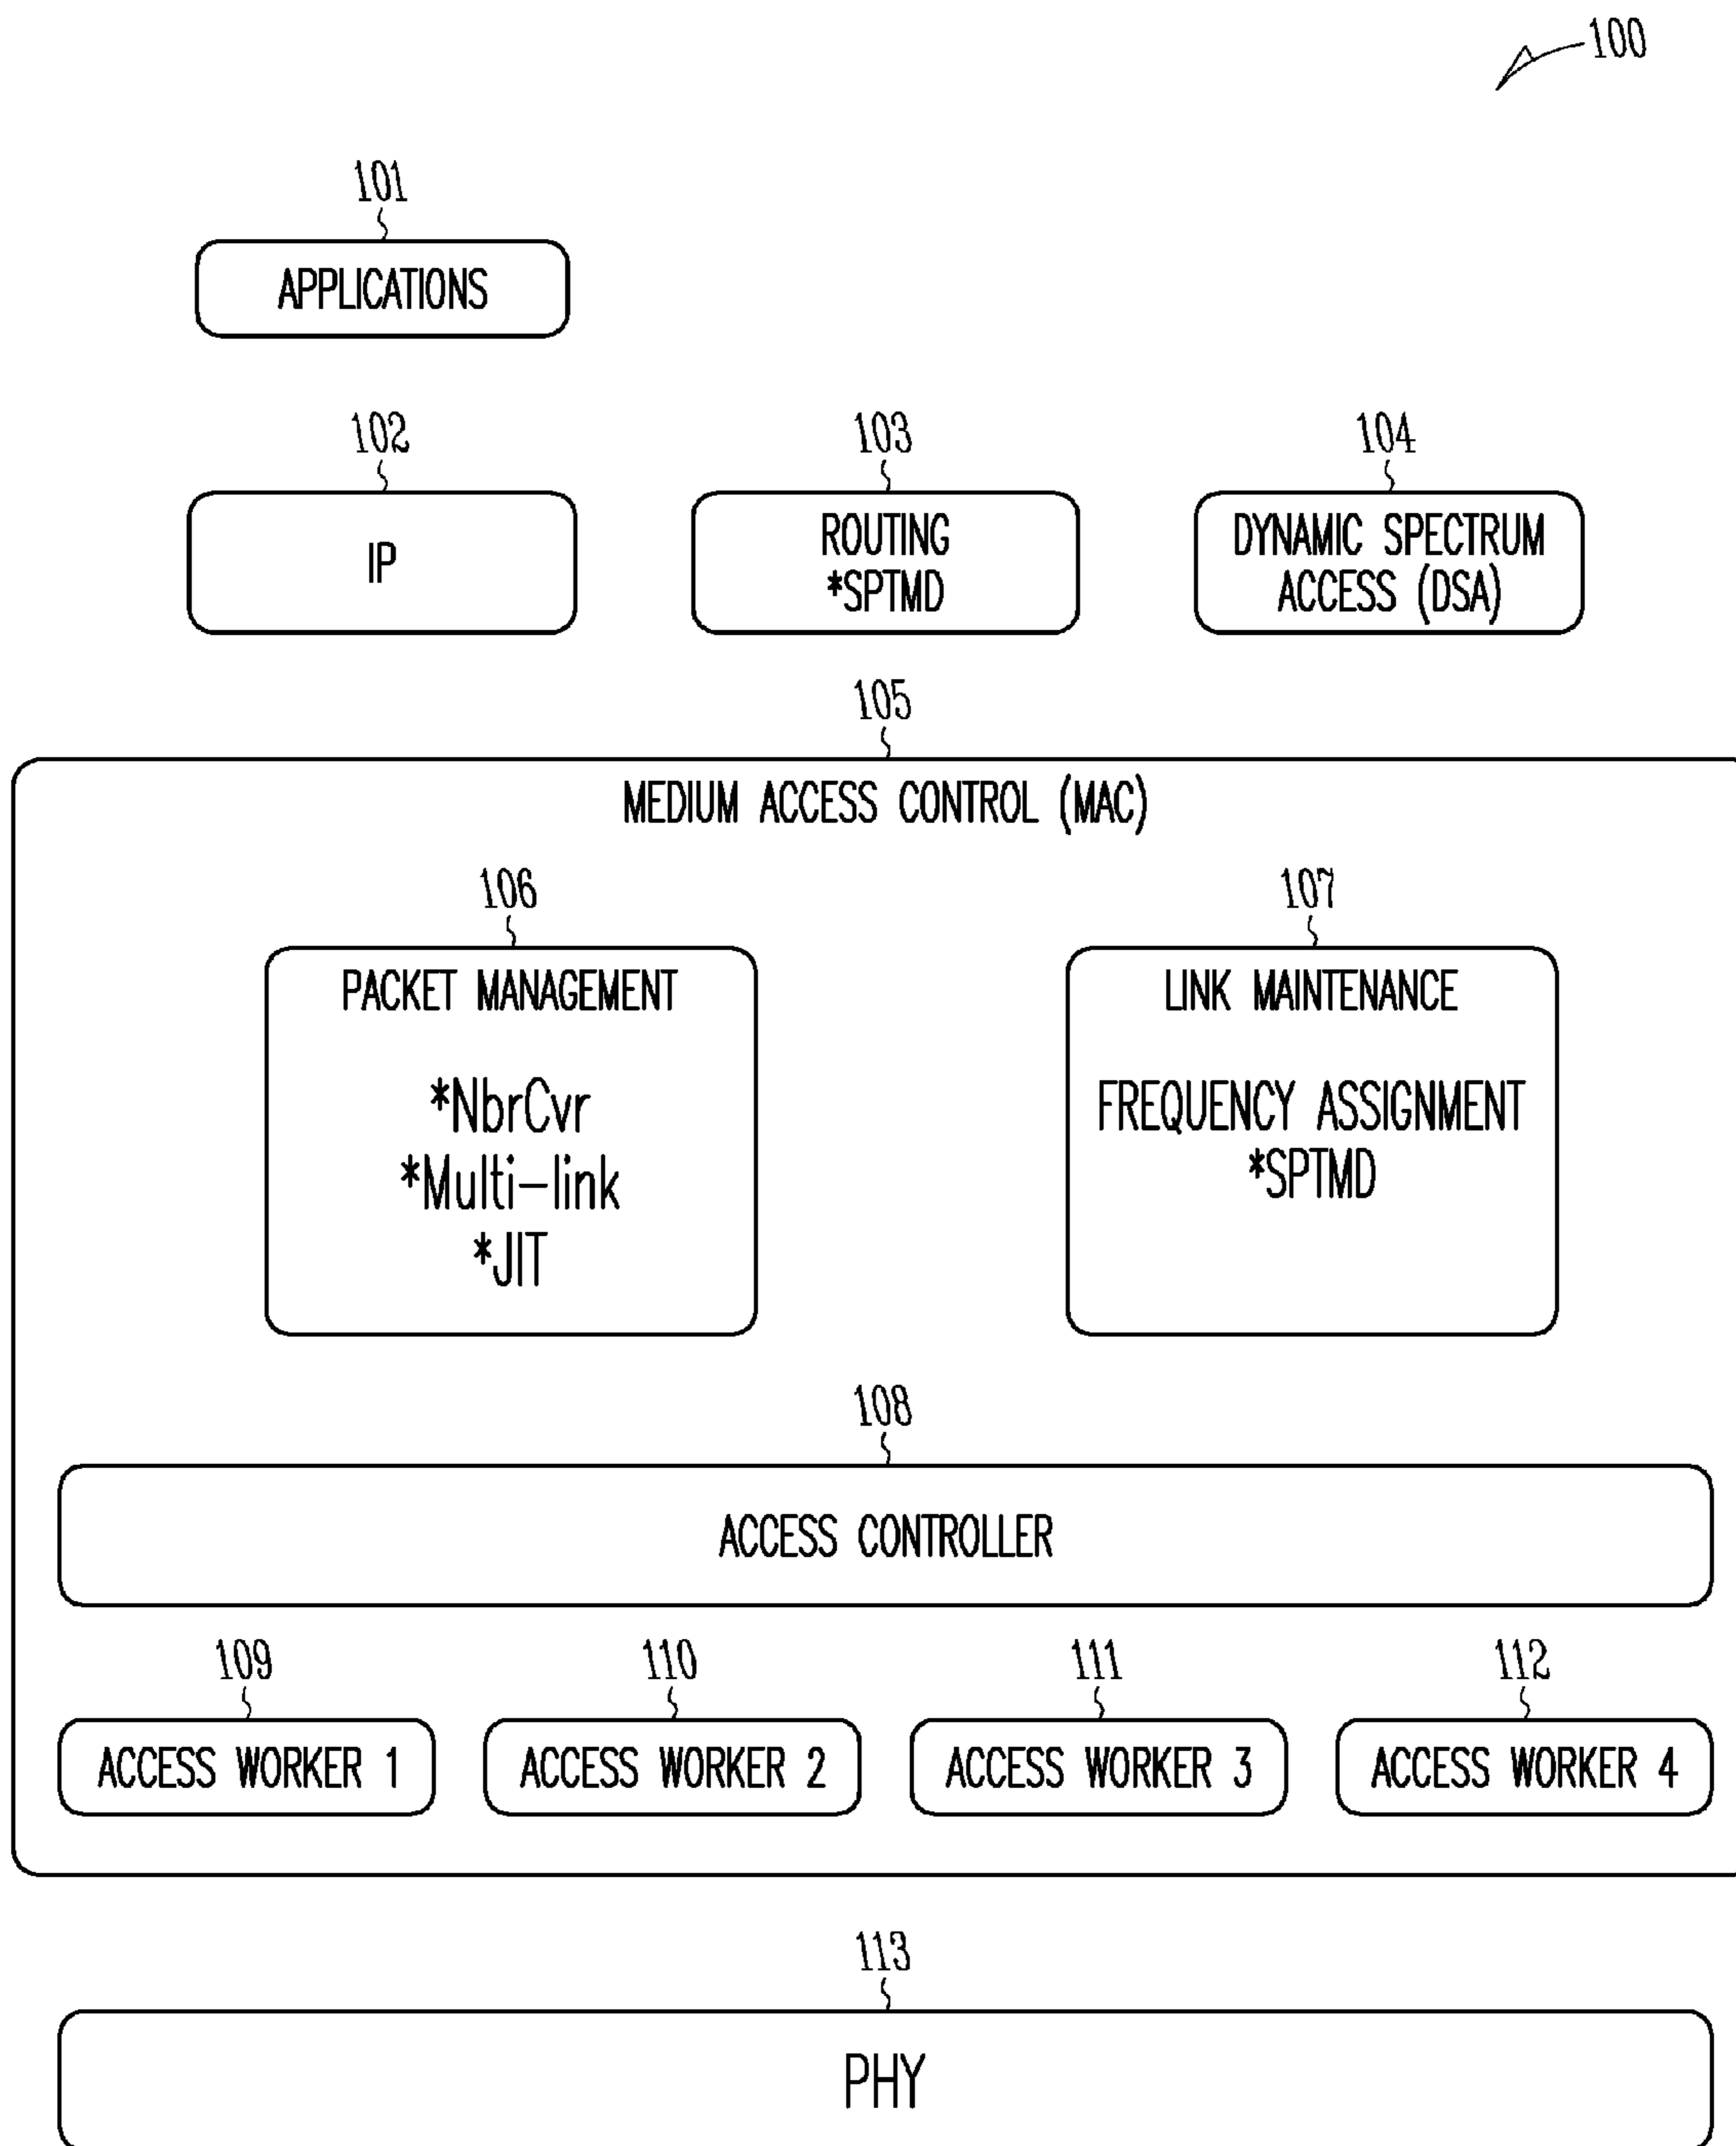 100
101
APPLICATIONS
102
103
104
IP
ROUTING
*SPTMD
DYNAMIC SPECTRUM
ACCESS (DSA)
105
MEDIUM ACCESS CONTROL (MAC)
106
107
PACKET MANAGEMENT
*NbrCvr
*Multi-link
*JIT
LINK MAINTENANCE
FREQUENCY ASSIGNMENT
*SPTMD
108
ACCESS CONTROLLER
109
110
111
112
ACCESS WORKER 1
ACCESS WORKER 2
ACCESS WORKER 3
ACCESS WORKER 4
113
PHY